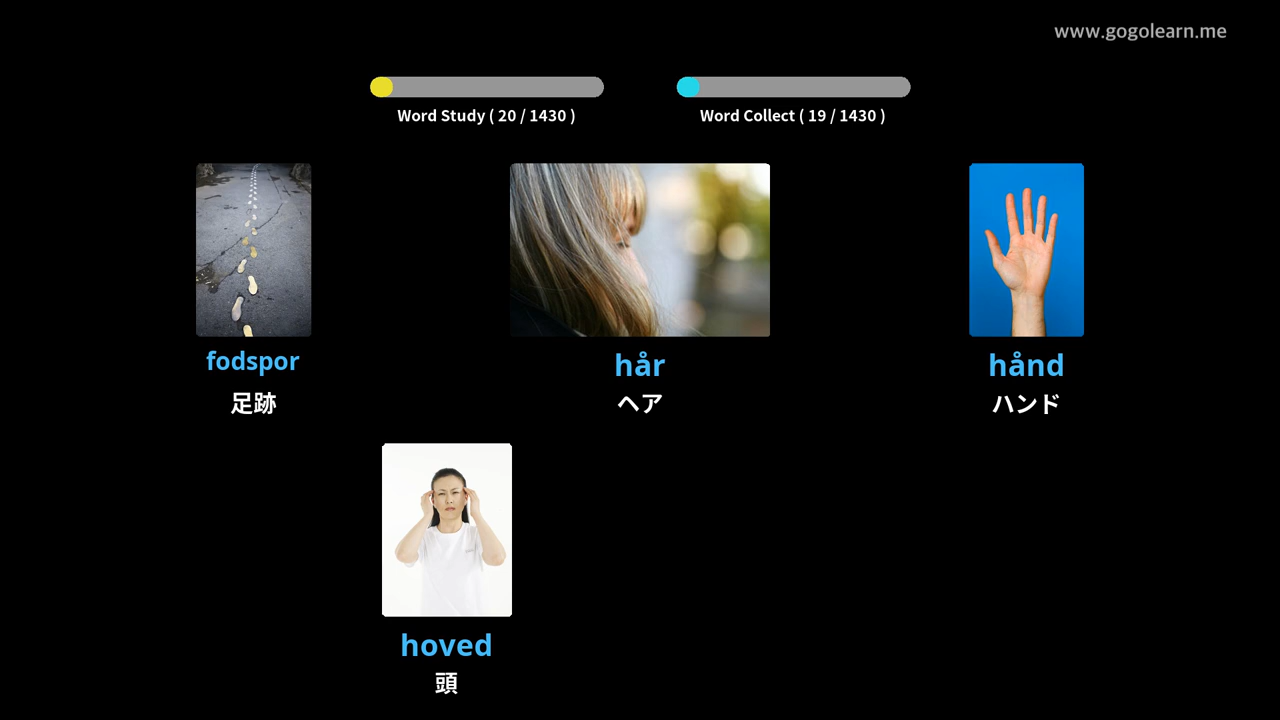 www.gogolearn.me
Word Study ( 20 / 1430 )
Word Collect ( 19 / 1430 )
fodspor
hår
hånd
足跡
ヘア
ハンド
hoved
頭